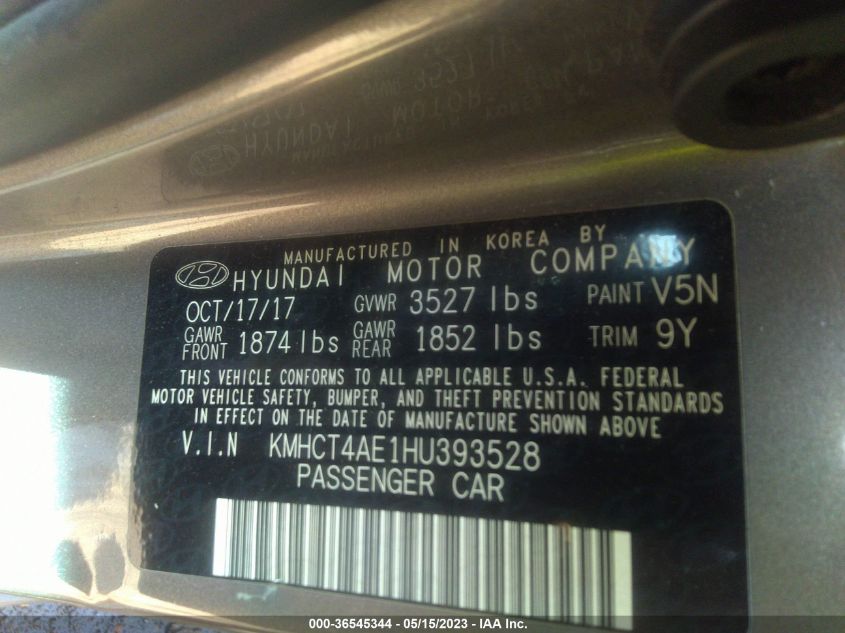 MANUFACTURED IN KOREA BY
HYUNDAI MOTOR COMPANY
OCT/17/17 GVWR 3527 lbs PAINT V5N
GAWR FRONT 1874 lbs GAWR REAR 1852 lbs TRIM 9Y
THIS VEHICLE CONFORMS TO ALL APPLICABLE U.S.A. FEDERAL
MOTOR VEHICLE SAFETY, BUMPER, AND THEFT PREVENTION STANDARDS
IN EFFECT ON THE DATE OF MANUFACTURE SHOWN ABOVE
V.I.N KMHCT4AE1HU393528
PASSENGER CAR
000-36545344 - 05/15/2023 - IAA Inc.